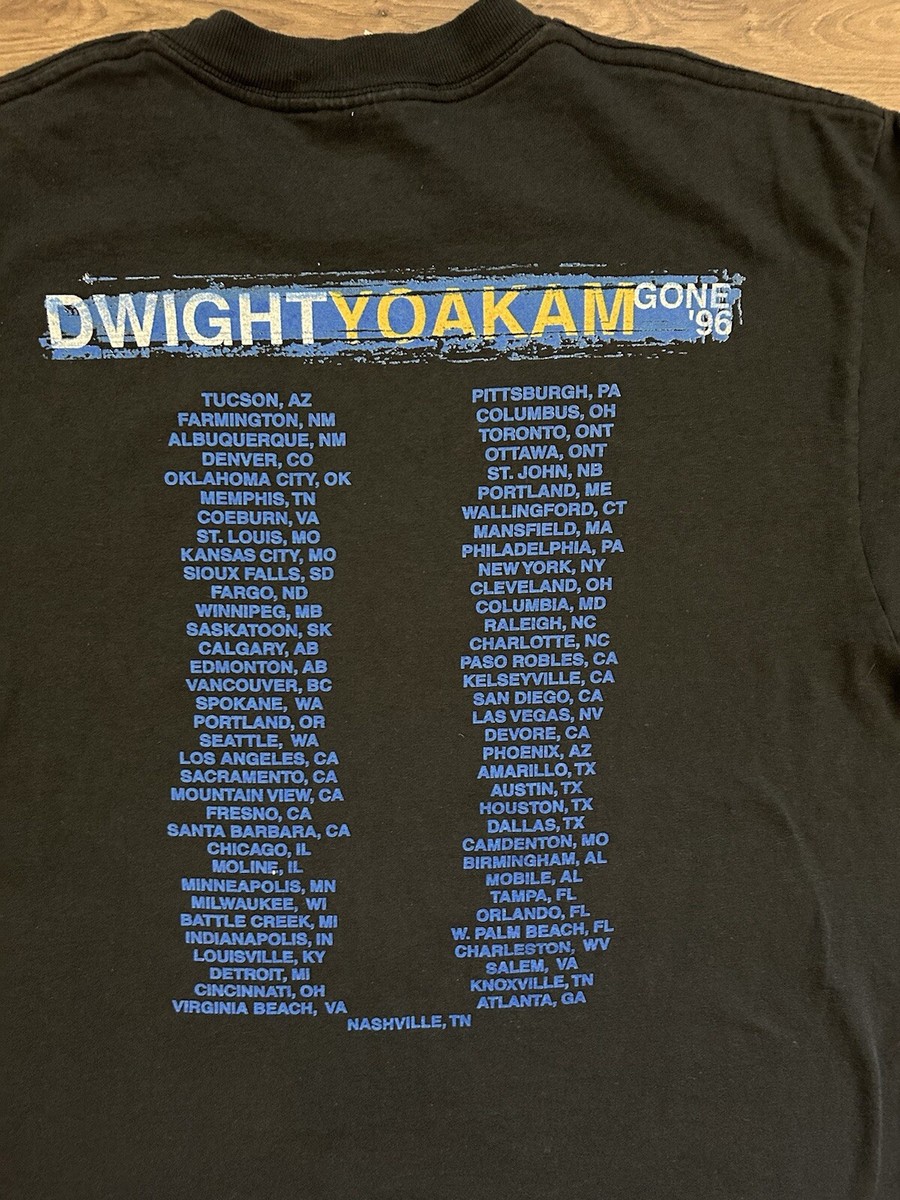 DWIGHTYOAKAM GONE '96
TUCSON, AZ
FARMINGTON, NM
ALBUQUERQUE, NM
DENVER, CO
OKLAHOMA CITY, OK
MEMPHIS, TN
COEBURN, VA
ST. LOUIS, MO
KANSAS CITY, MO
SIOUX FALLS, SD
FARGO, ND
WINNIPEG, MB
SASKATOON, SK
CALGARY, AB
EDMONTON, AB
VANCOUVER, BC
SPOKANE, WA
PORTLAND, OR
SEATTLE, WA
LOS ANGELES, CA
SACRAMENTO, CA
MOUNTAIN VIEW, CA
FRESNO, CA
SANTA BARBARA, CA
CHICAGO, IL
MOLINE, IL
MINNEAPOLIS, MN
MILWAUKEE, WI
BATTLE CREEK, MI
INDIANAPOLIS, IN
LOUISVILLE, KY
DETROIT, MI
CINCINNATI, OH
VIRGINIA BEACH, VA
PITTSBURGH, PA
COLUMBUS, OH
TORONTO, ONT
OTTAWA, ONT
ST. JOHN, NB
PORTLAND, ME
WALLINGFORD, CT
MANSFIELD, MA
PHILADELPHIA, PA
NEW YORK, NY
CLEVELAND, OH
COLUMBIA, MD
RALEIGH, NC
CHARLOTTE, NC
PASO ROBLES, CA
KELSEYVILLE, CA
SAN DIEGO, CA
LAS VEGAS, NV
DEVORE, CA
PHOENIX, AZ
AMARILLO, TX
AUSTIN, TX
HOUSTON, TX
DALLAS, TX
CAMDENTON, MO
BIRMINGHAM, AL
MOBILE, AL
TAMPA, FL
ORLANDO, FL
W. PALM BEACH, FL
CHARLESTON, WV
SALEM, VA
KNOXVILLE, TN
ATLANTA, GA
NASHVILLE, TN